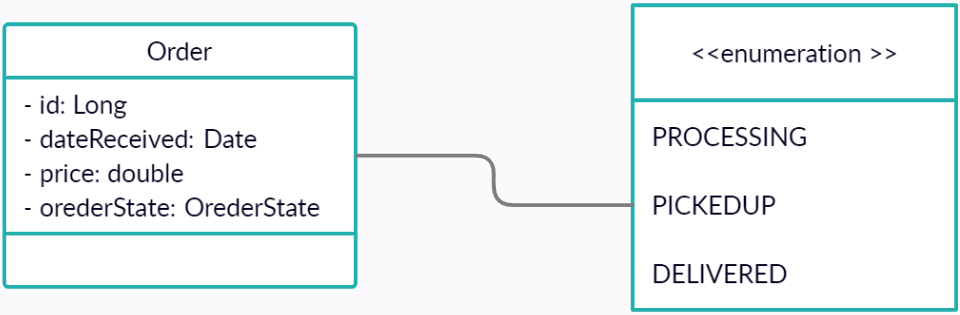 Order
- id: Long
- dateReceived: Date
- price: double
- orederState: OrederState
<<enumeration >>
PROCESSING
PICKEDUP
DELIVERED